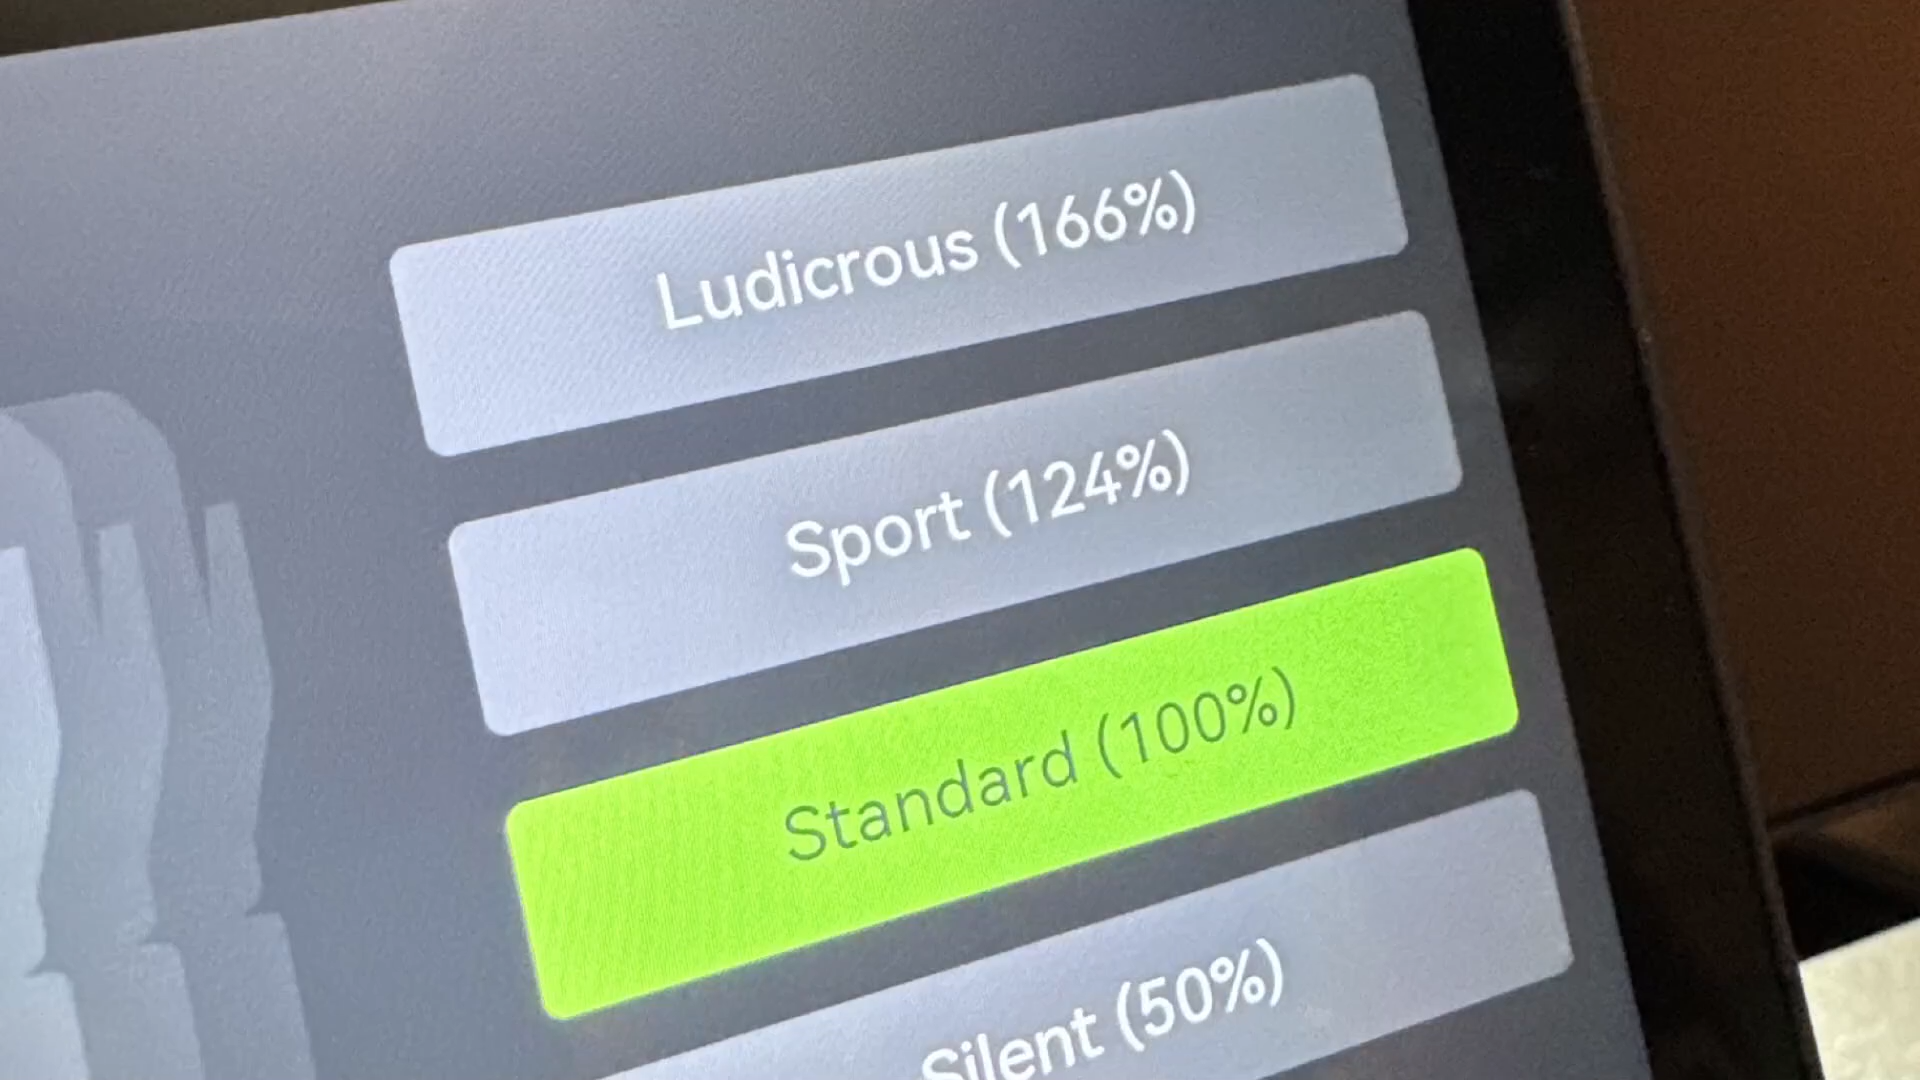 Ludicrous (166%)
Sport (124%)
Standard (100%)
Silent (50%)